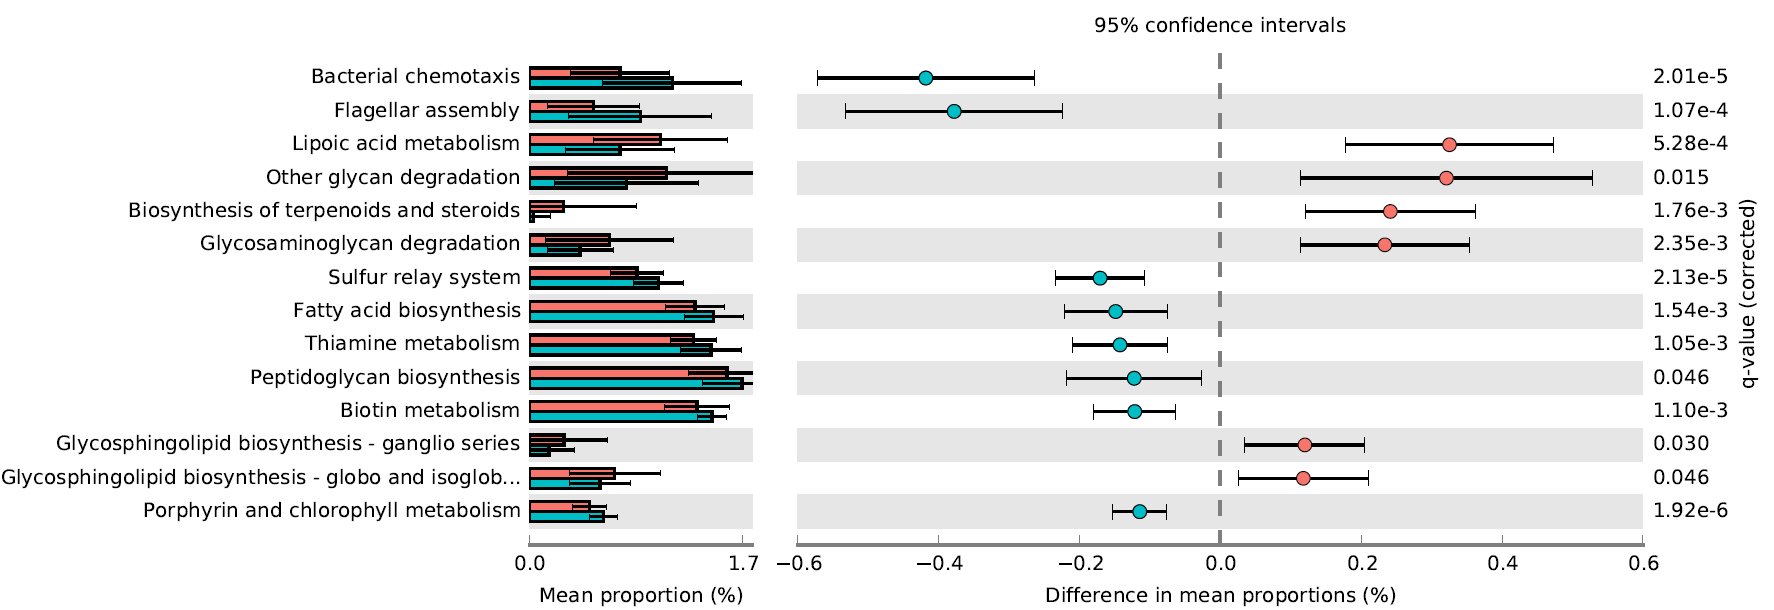 95% confidence intervals
Bacterial chemotaxis 2.01e-5
Flagellar assembly 1.07e-4
Lipoic acid metabolism 5.28e-4
Other glycan degradation 0.015
Biosynthesis of terpenoids and steroids 1.76e-3
Glycosaminoglycan degradation 2.35e-3
Sulfur relay system 2.13e-5
Fatty acid biosynthesis 1.54e-3
Thiamine metabolism 1.05e-3
Peptidoglycan biosynthesis 0.046
Biotin metabolism 1.10e-3
Glycosphingolipid biosynthesis - ganglio series 0.030
Glycosphingolipid biosynthesis - globo and isoglob... 0.046
Porphyrin and chlorophyll metabolism 1.92e-6
q-value (corrected)
0.0 1.7 −0.6 −0.4 −0.2 0.0 0.2 0.4 0.6
Mean proportion (%) Difference in mean proportions (%)